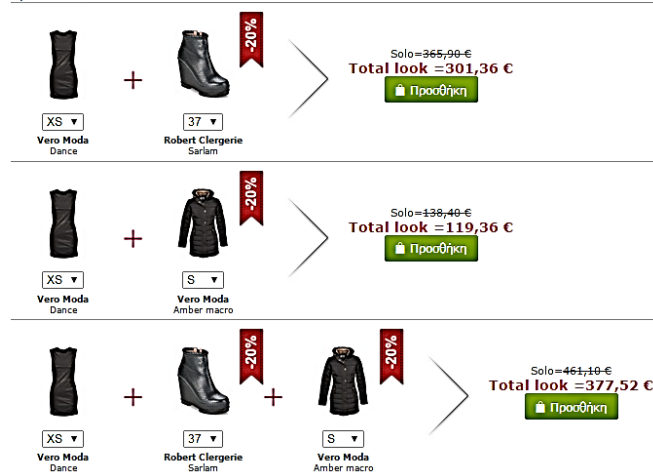 -20%
Solo=365,90 €
Total look =301,36 €
+
Προσθήκη
XS ▼
37 ▼
Vero Moda
Robert Clergerie
Dance
Sarlam
-20%
Solo=138,40 €
Total look =119,36 €
+
Προσθήκη
XS ▼
S ▼
Vero Moda
Vero Moda
Dance
Amber macro
-20%
-20%
Solo=461,10 €
Total look =377,52 €
+
+
Προσθήκη
XS ▼
37 ▼
S ▼
Vero Moda
Robert Clergerie
Vero Moda
Dance
Sarlam
Amber macro